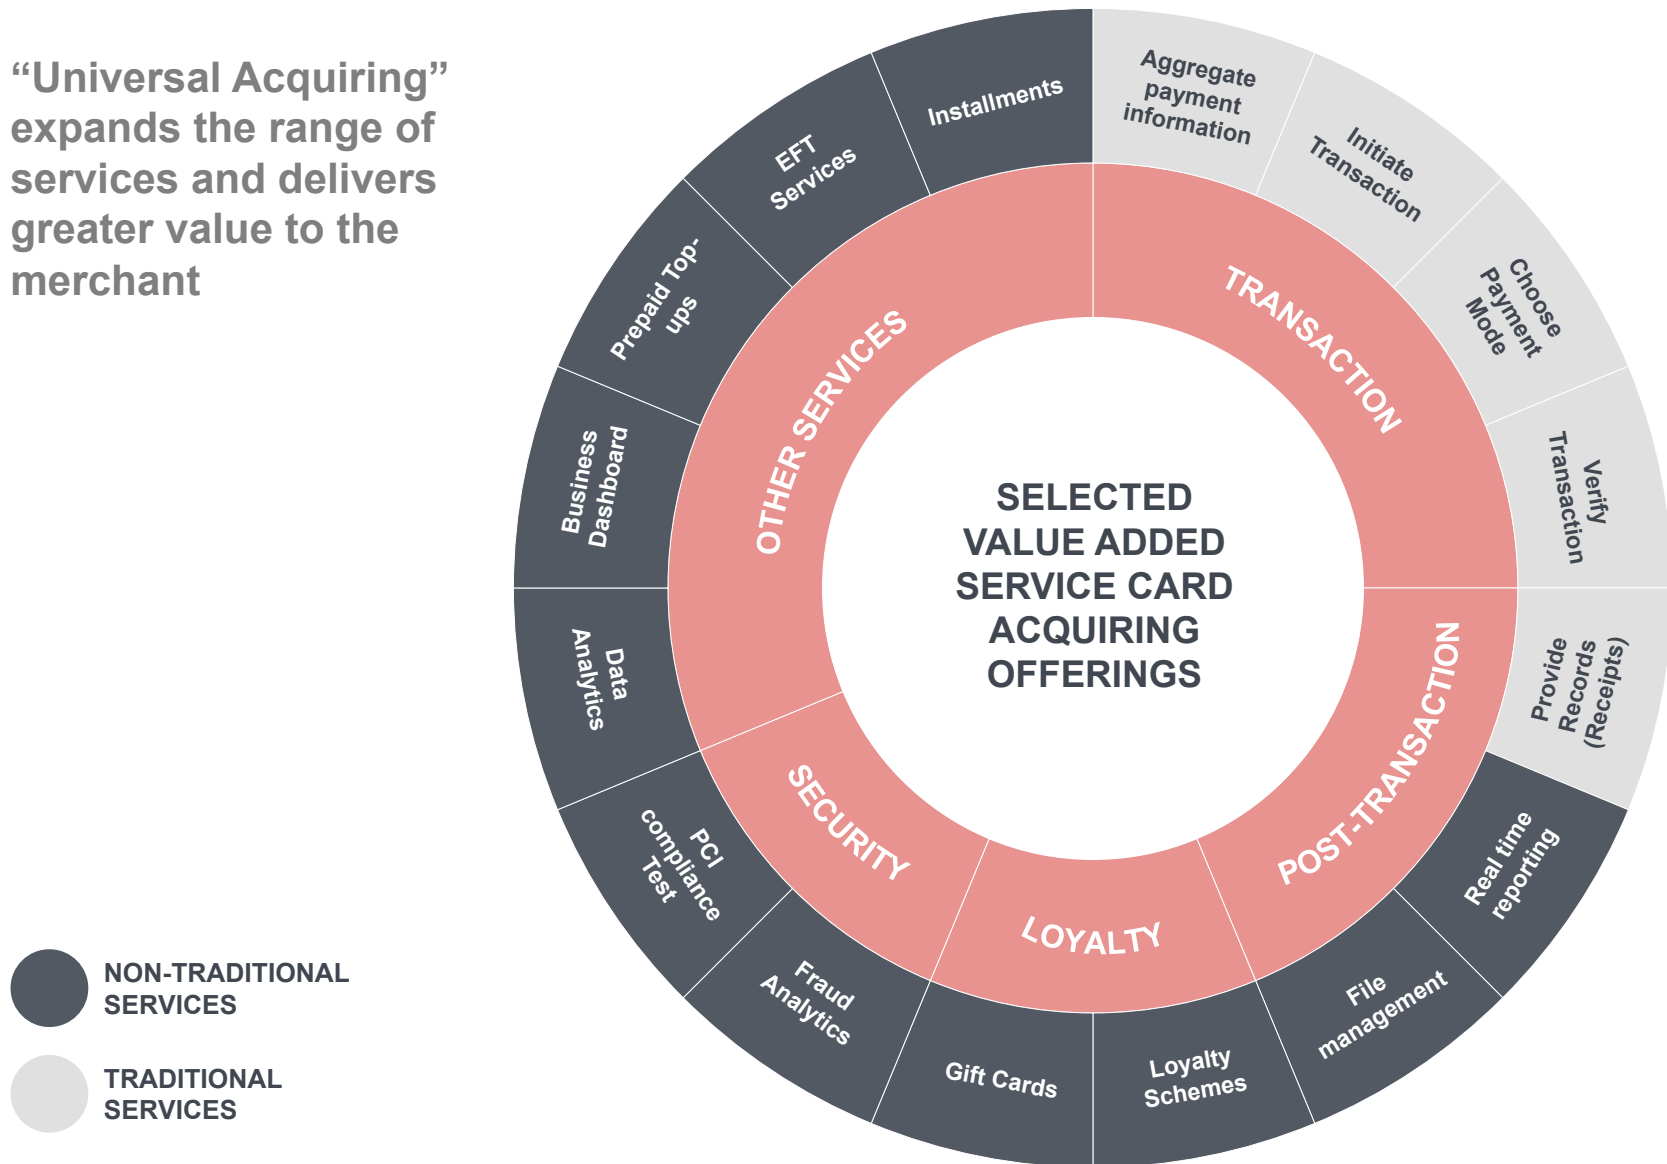 “Universal Acquiring”
expands the range of
services and delivers
greater value to the
merchant
Installments
Aggregate
payment
information
Initiate
Transaction
Choose
Payment
Mode
Verify
Transaction
Provide
Records
(Receipts)
Real time
reporting
File
management
Loyalty
Schemes
Gift Cards
Fraud
Analytics
PCI
compliance
Test
Data
Analytics
Business
Dashboard
Prepaid Top-
ups
EFT
Services
TRANSACTION
POST-TRANSACTION
LOYALTY
SECURITY
OTHER SERVICES
SELECTED
VALUE ADDED
SERVICE CARD
ACQUIRING
OFFERINGS
NON-TRADITIONAL
SERVICES
TRADITIONAL
SERVICES